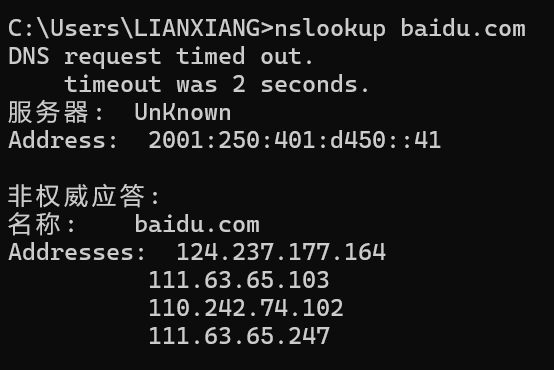 C:\Users\LIANXIANG>nslookup baidu.com
DNS request timed out.
    timeout was 2 seconds.
服务器:  UnKnown
Address:  2001:250:401:d450::41

非权威应答:
名称:    baidu.com
Addresses:  124.237.177.164
          111.63.65.103
          110.242.74.102
          111.63.65.247